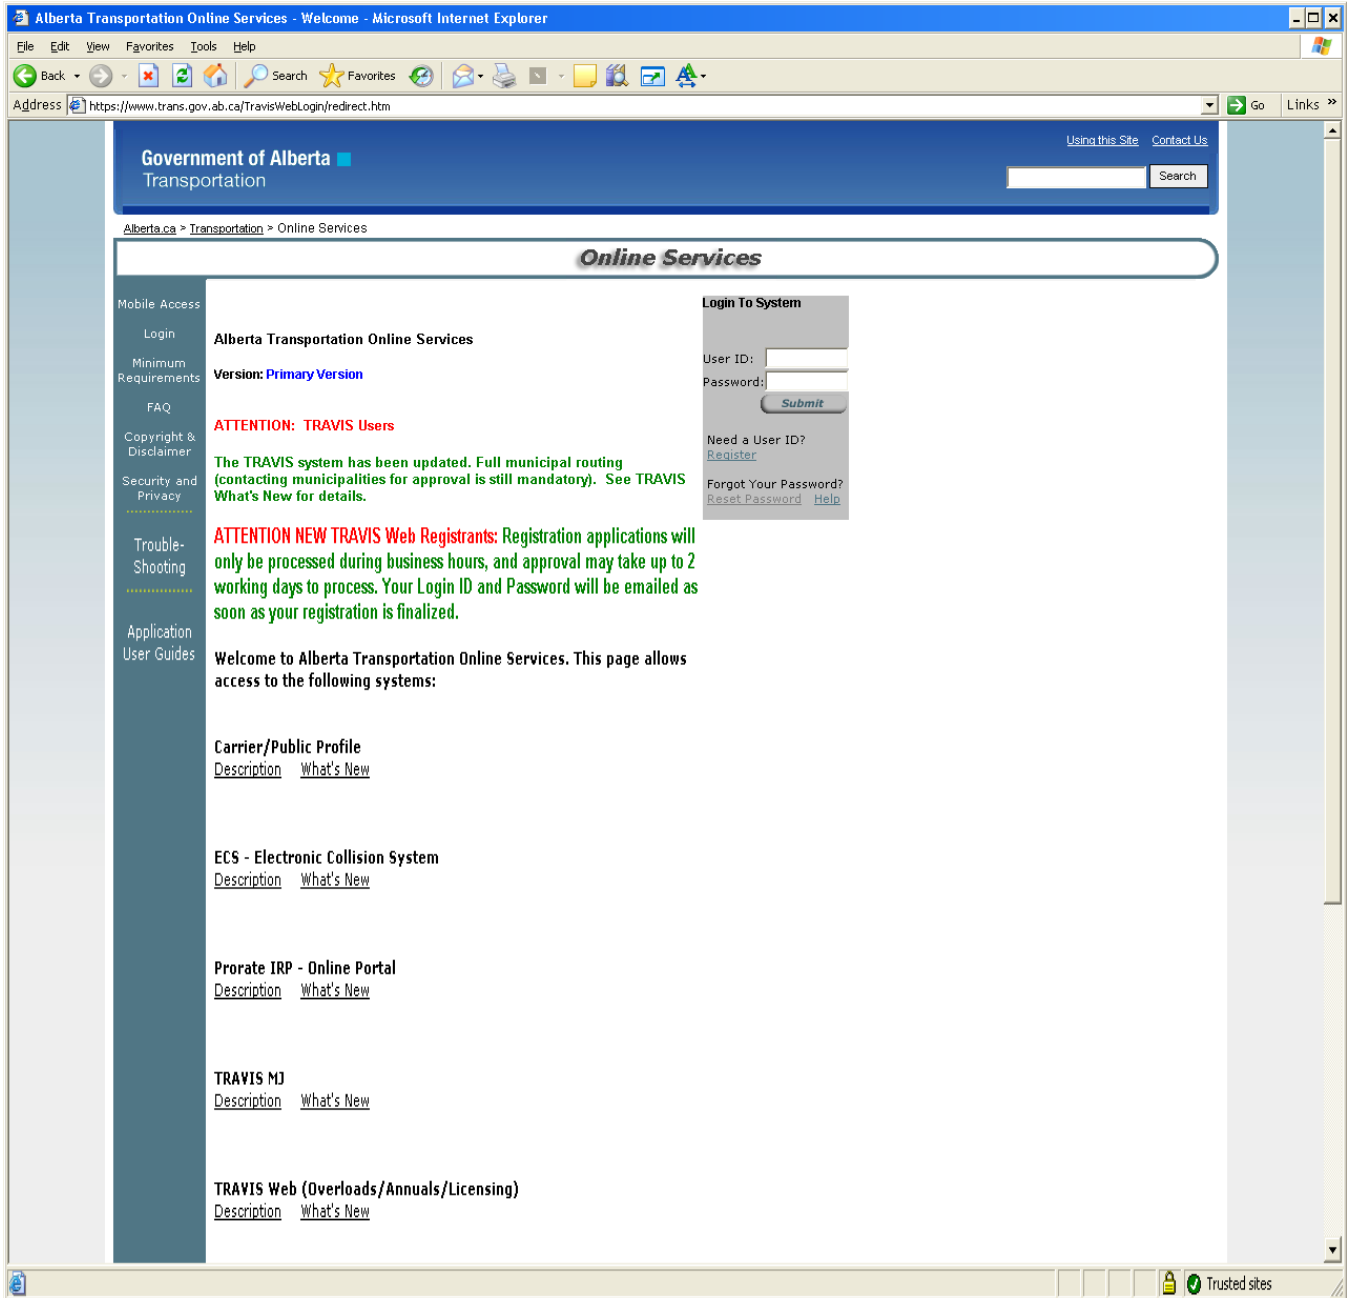 Alberta Transportation Online Services - Welcome - Microsoft Internet Explorer
File Edit View Favorites Tools Help
Back Search Favorites
Address https://www.trans.gov.ab.ca/TravisWebLogin/redirect.htm Go Links »
Using this Site Contact Us
Government of Alberta
Transportation
Search
Alberta.ca > Transportation > Online Services
Online Services
Mobile Access
Login
Minimum
Requirements
FAQ
Copyright &
Disclaimer
Security and
Privacy
Trouble-
Shooting
Application
User Guides
Alberta Transportation Online Services
Version: Primary Version
ATTENTION: TRAVIS Users
The TRAVIS system has been updated. Full municipal routing
(contacting municipalities for approval is still mandatory). See TRAVIS
What's New for details.
ATTENTION NEW TRAVIS Web Registrants: Registration applications will
only be processed during business hours, and approval may take up to 2
working days to process. Your Login ID and Password will be emailed as
soon as your registration is finalized.
Welcome to Alberta Transportation Online Services. This page allows
access to the following systems:
Carrier/Public Profile
Description What's New
ECS - Electronic Collision System
Description What's New
Prorate IRP - Online Portal
Description What's New
TRAVIS MJ
Description What's New
TRAVIS Web (Overloads/Annuals/Licensing)
Description What's New
Login To System
User ID:
Password:
Submit
Need a User ID?
Register
Forgot Your Password?
Reset Password Help
Trusted sites